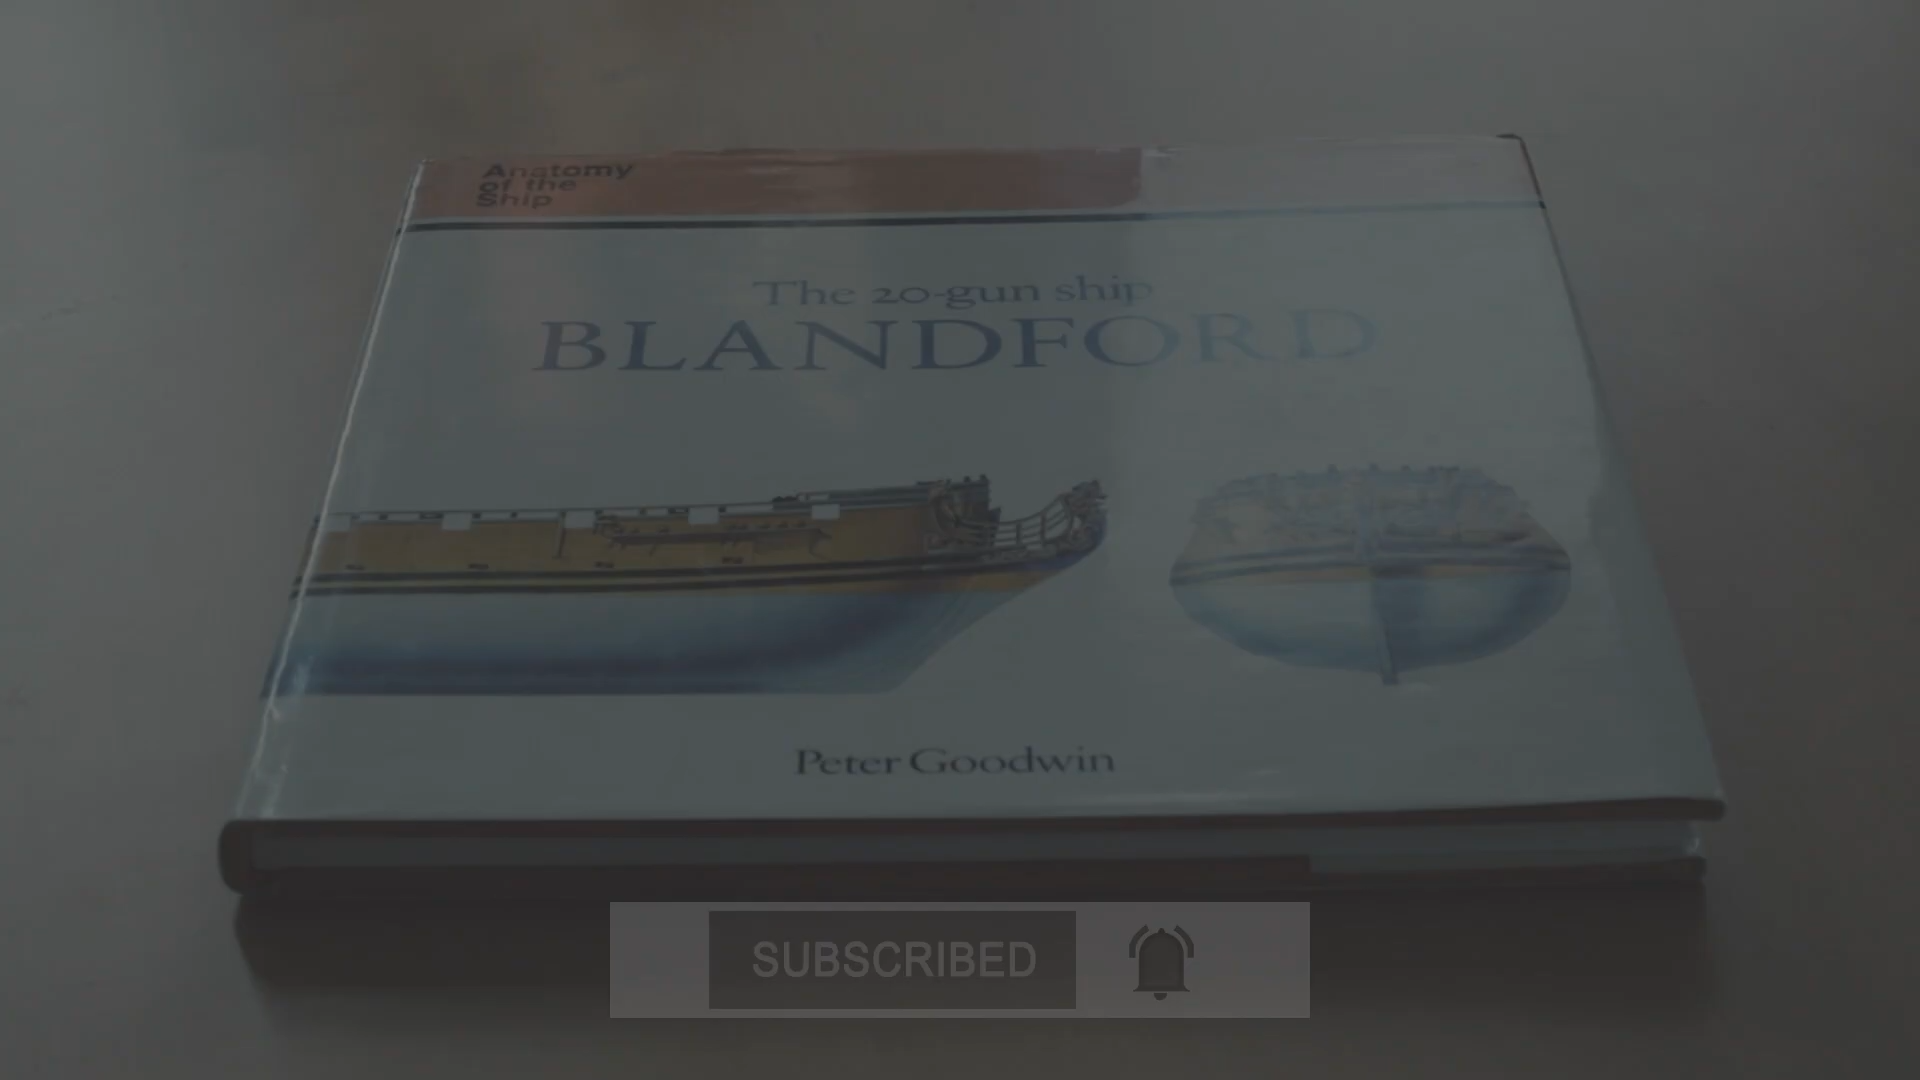 Anatomy
of the
Ship
The 20-gun ship
BLANDFORD
Peter Goodwin
SUBSCRIBED